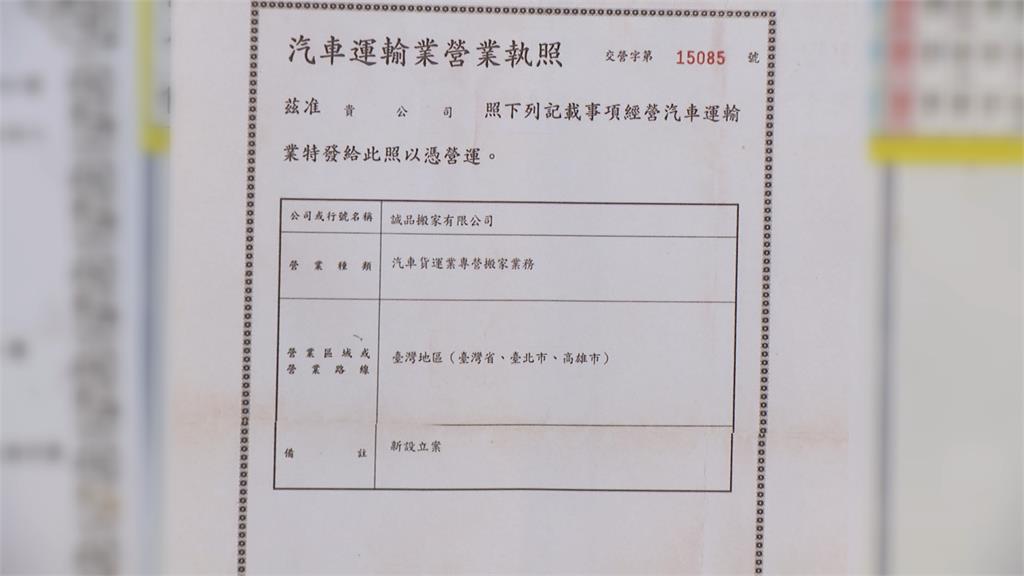 汽車運輸業營業執照 交營字第 15085 號
茲准 貴公司 照下列記載事項經營汽車運輸
業特發給此照以憑營運。
公司或行號名稱 誠品搬家有限公司
營業種類 汽車貨運業專營搬家業務
營業區域或
營業路線 臺灣地區（臺灣省、臺北市、高雄市）
備註 新設立案